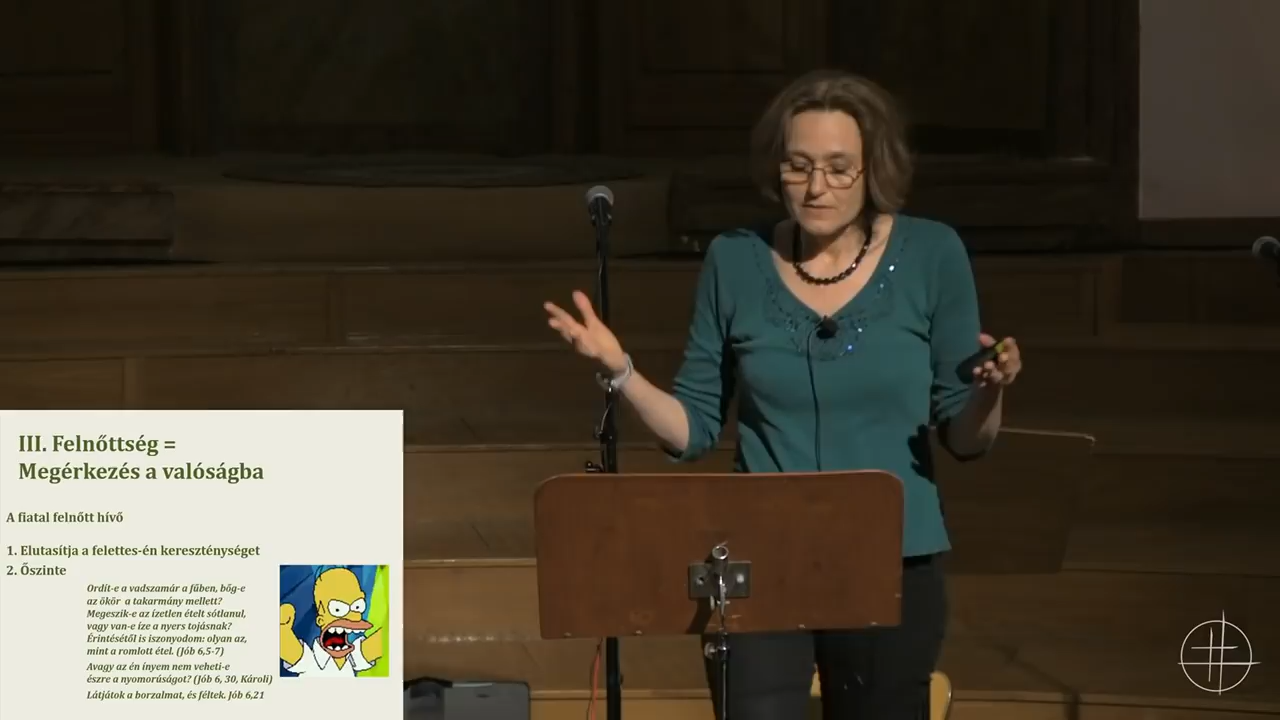 III. Felnőttség =
Megérkezés a valóságba
A fiatal felnőtt hívő
1. Elutasítja a felettes-én kereszténységet
2. Őszinte
Ordít-e a vadszamár a fűben, bőg-e
az ökör a takarmány mellett?
Megeszik-e az ízetlen ételt sótlanul,
vagy van-e íze a nyers tojásnak?
Érintésétől is iszonyodom: olyan az,
mint a romlott étel. (Jób 6,5-7)
Avagy az én ínyem nem veheti-e
észre a nyomorúságot? (Jób 6, 30, Károli)
Látjátok a borzalmat, és féltek. Jób 6,21